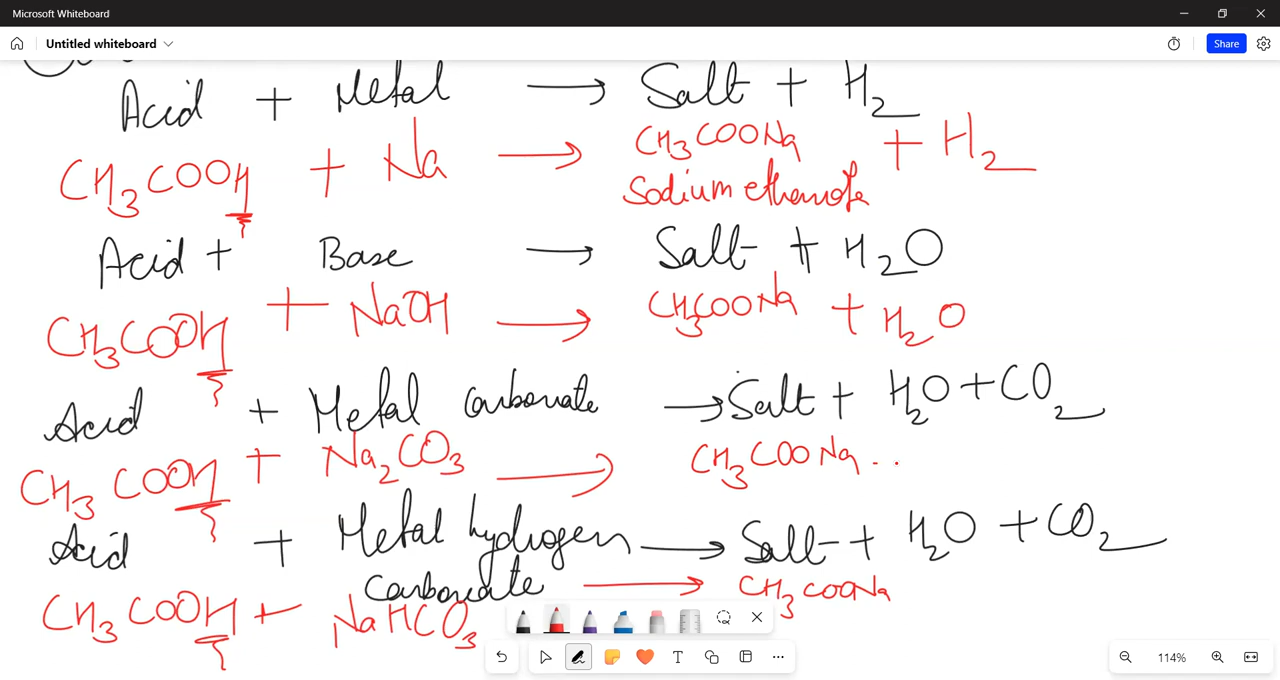 Microsoft Whiteboard
Untitled whiteboard
Share
Acid + Metal → Salt + H₂
CH₃COOH + Na → CH₃COONa + H₂
Sodium ethanoate
Acid + Base → Salt + H₂O
CH₃COOH + NaOH → CH₃COONa + H₂O
Acid + Metal carbonate → Salt + H₂O + CO₂
CH₃COOH + Na₂CO₃ → CH₃COONa ..
Acid + Metal hydrogen → Salt + H₂O + CO₂
carbonate
CH₃COOH + NaHCO₃ → CH₃COONa
114%